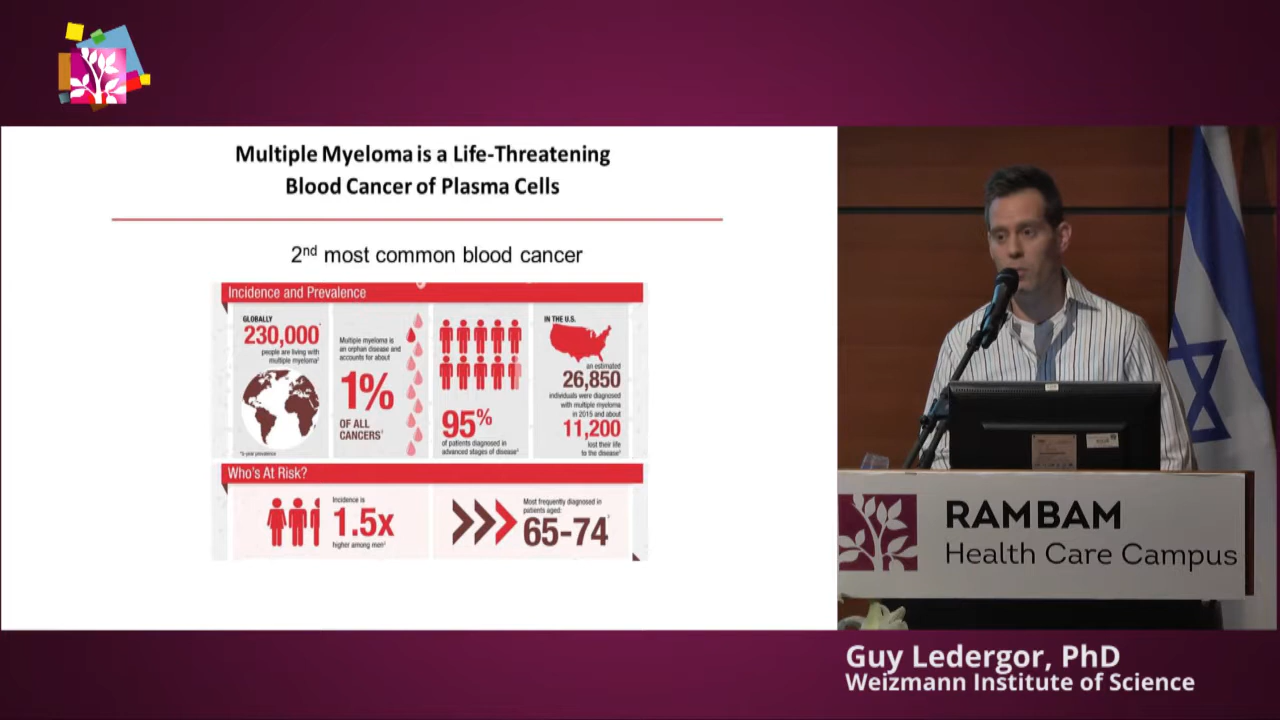 Multiple Myeloma is a Life-Threatening
Blood Cancer of Plasma Cells
2nd most common blood cancer
Incidence and Prevalence
GLOBALLY
230,000*
people are living with
multiple myeloma
Multiple myeloma is
an orphan disease and
accounts for about
1%
OF ALL
CANCERS
95%
of patients diagnosed in
advanced stages of disease
IN THE U.S.
an estimated
26,850
individuals were diagnosed
with multiple myeloma
in 2015 and about
11,200
lost their life
to the disease
*5-year prevalence
Who's At Risk?
Incidence is
1.5x
higher among men
Most frequently diagnosed in
patients aged:
65-74
RAMBAM
Health Care Campus
Guy Ledergor, PhD
Weizmann Institute of Science